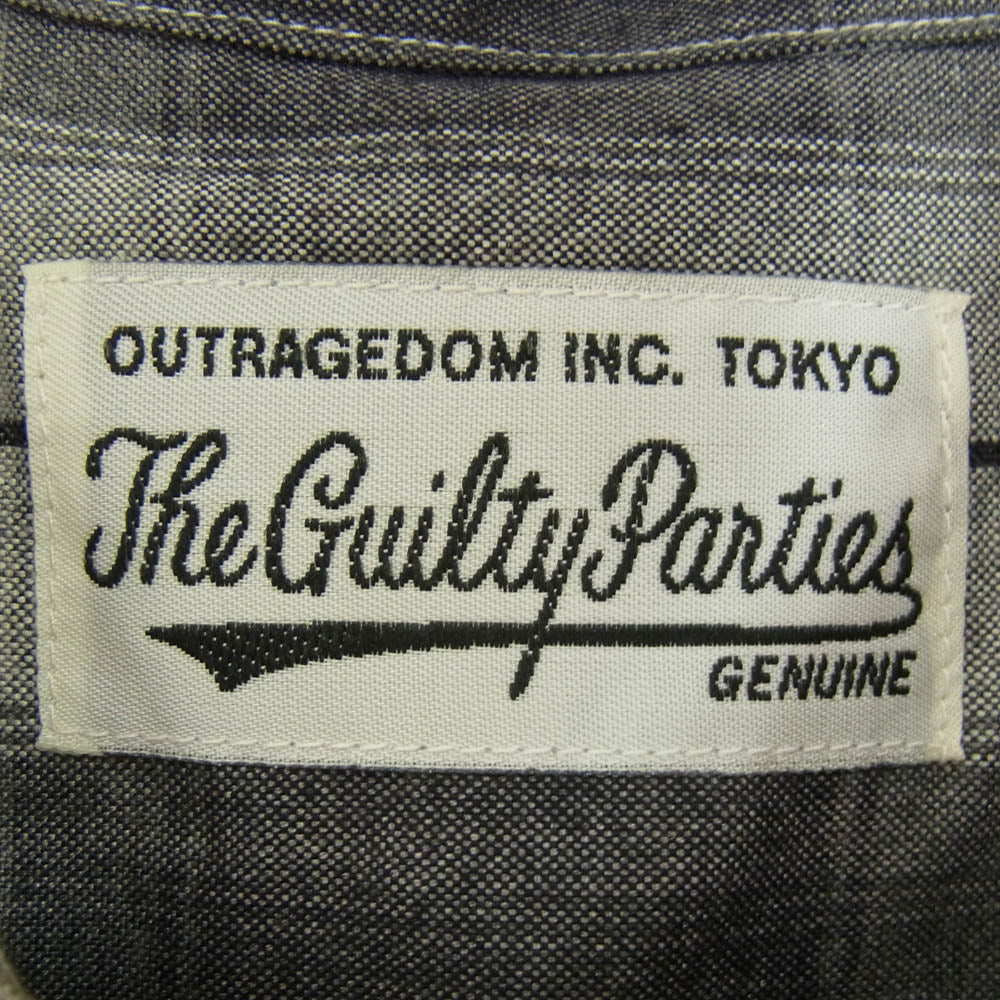 OUTRAGEDOM INC. TOKYO
The Guilty Parties
GENUINE